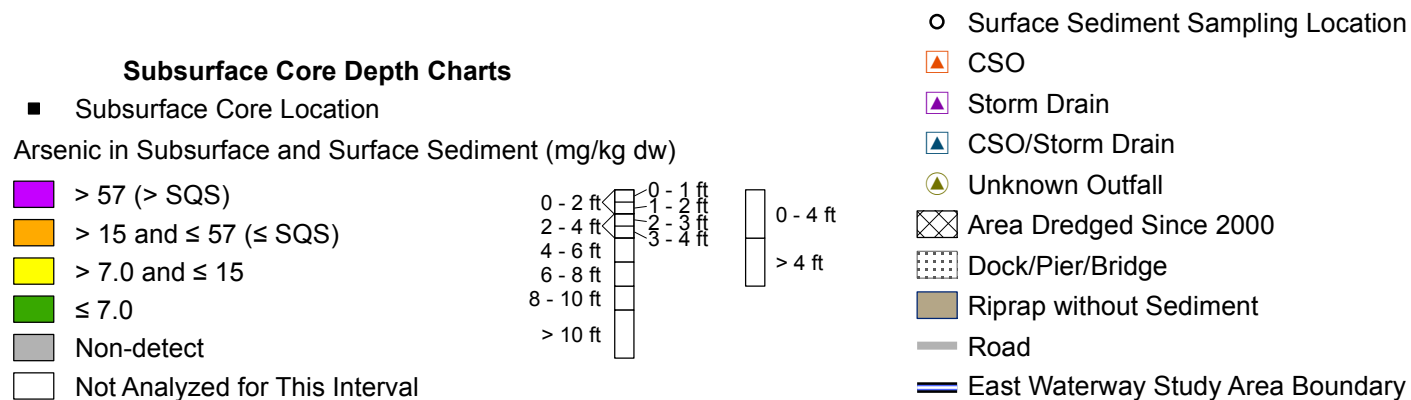 Subsurface Core Depth Charts
Subsurface Core Location
Arsenic in Subsurface and Surface Sediment (mg/kg dw)
> 57 (> SQS)
> 15 and ≤ 57 (≤ SQS)
> 7.0 and ≤ 15
≤ 7.0
Non-detect
Not Analyzed for This Interval
0 - 2 ft
2 - 4 ft
4 - 6 ft
6 - 8 ft
8 - 10 ft
> 10 ft
0 - 1 ft
1 - 2 ft
2 - 3 ft
3 - 4 ft
0 - 4 ft
> 4 ft
Surface Sediment Sampling Location
CSO
Storm Drain
CSO/Storm Drain
Unknown Outfall
Area Dredged Since 2000
Dock/Pier/Bridge
Riprap without Sediment
Road
East Waterway Study Area Boundary